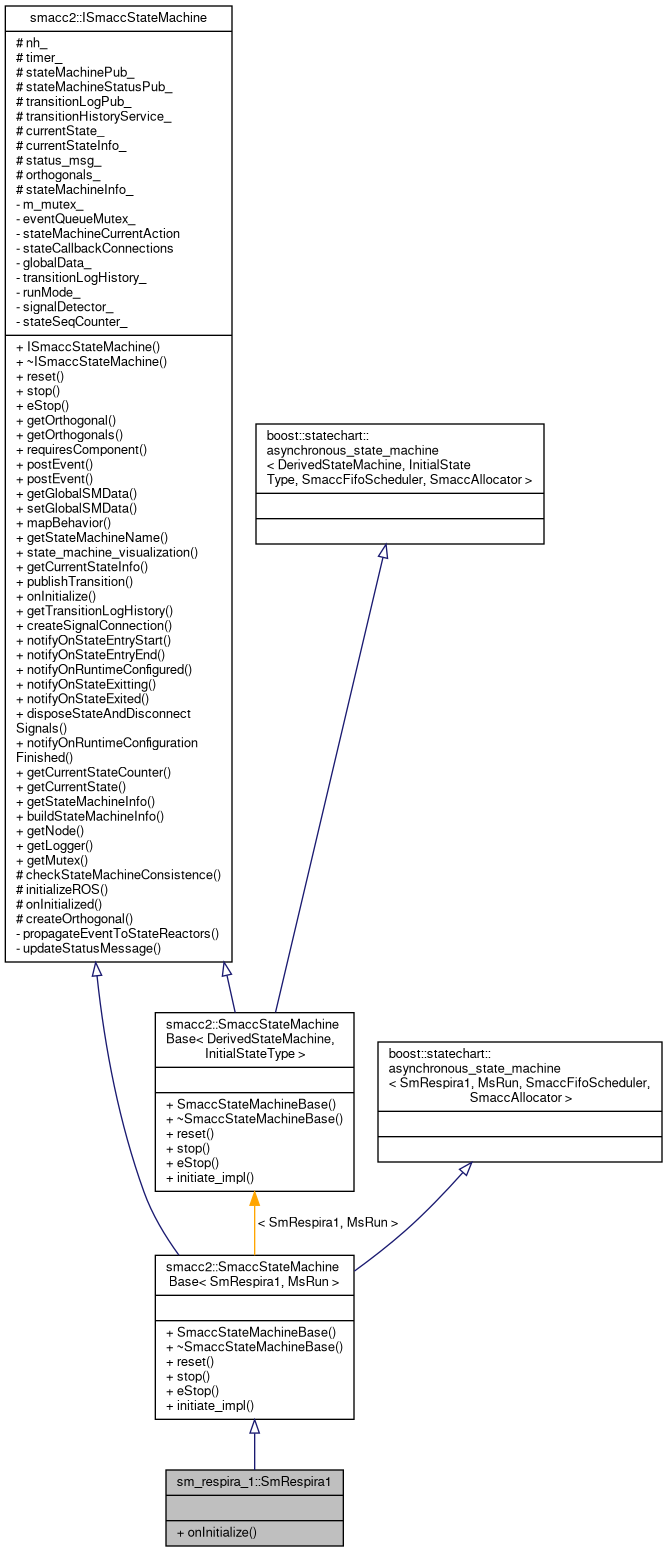 smacc2::ISmaccStateMachine
# nh_
# timer_
# stateMachinePub_
# stateMachineStatusPub_
# transitionLogPub_
# transitionHistoryService_
# currentState_
# currentStateInfo_
# status_msg_
# orthogonals_
# stateMachineInfo_
- m_mutex_
- eventQueueMutex_
- stateMachineCurrentAction
- stateCallbackConnections
- globalData_
- transitionLogHistory_
- runMode_
- signalDetector_
- stateSeqCounter_
+ ISmaccStateMachine()
+ ~ISmaccStateMachine()
+ reset()
+ stop()
+ eStop()
+ getOrthogonal()
+ getOrthogonals()
+ requiresComponent()
+ postEvent()
+ postEvent()
+ getGlobalSMData()
+ setGlobalSMData()
+ mapBehavior()
+ getStateMachineName()
+ state_machine_visualization()
+ getCurrentStateInfo()
+ publishTransition()
+ onInitialize()
+ getTransitionLogHistory()
+ createSignalConnection()
+ notifyOnStateEntryStart()
+ notifyOnStateEntryEnd()
+ notifyOnRuntimeConfigured()
+ notifyOnStateExitting()
+ notifyOnStateExited()
+ disposeStateAndDisconnect
Signals()
+ notifyOnRuntimeConfiguration
Finished()
+ getCurrentStateCounter()
+ getCurrentState()
+ getStateMachineInfo()
+ buildStateMachineInfo()
+ getNode()
+ getLogger()
+ getMutex()
# checkStateMachineConsistence()
# initializeROS()
# onInitialized()
# createOrthogonal()
- propagateEventToStateReactors()
- updateStatusMessage()
boost::statechart::
asynchronous_state_machine
< DerivedStateMachine, InitialState
Type, SmaccFifoScheduler, SmaccAllocator >
smacc2::SmaccStateMachine
Base< DerivedStateMachine,
InitialStateType >
+ SmaccStateMachineBase()
+ ~SmaccStateMachineBase()
+ reset()
+ stop()
+ eStop()
+ initiate_impl()
boost::statechart::
asynchronous_state_machine
< SmRespira1, MsRun, SmaccFifoScheduler,
SmaccAllocator >
< SmRespira1, MsRun >
smacc2::SmaccStateMachine
Base< SmRespira1, MsRun >
+ SmaccStateMachineBase()
+ ~SmaccStateMachineBase()
+ reset()
+ stop()
+ eStop()
+ initiate_impl()
sm_respira_1::SmRespira1
+ onInitialize()